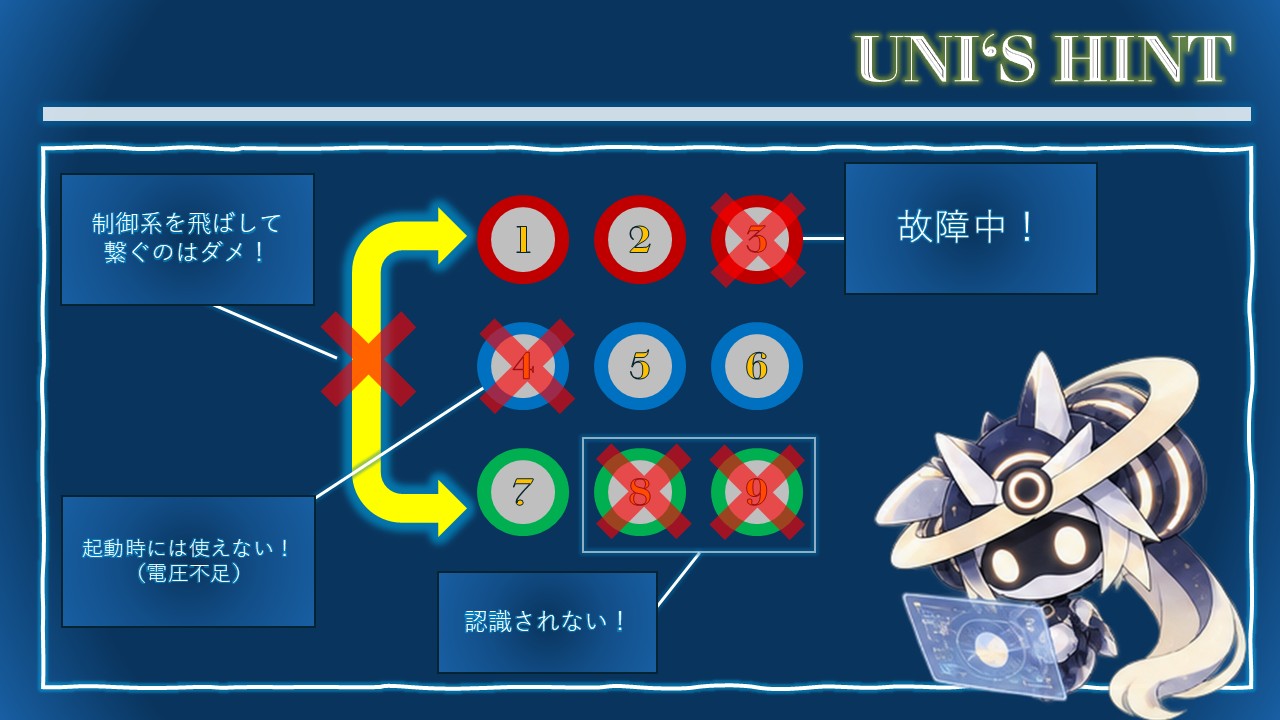 UNI‘S HINT
制御系を飛ばして
繋ぐのはダメ！
故障中！
1 2 3
4 5 6
7 8 9
起動時には使えない！
（電圧不足）
認識されない！